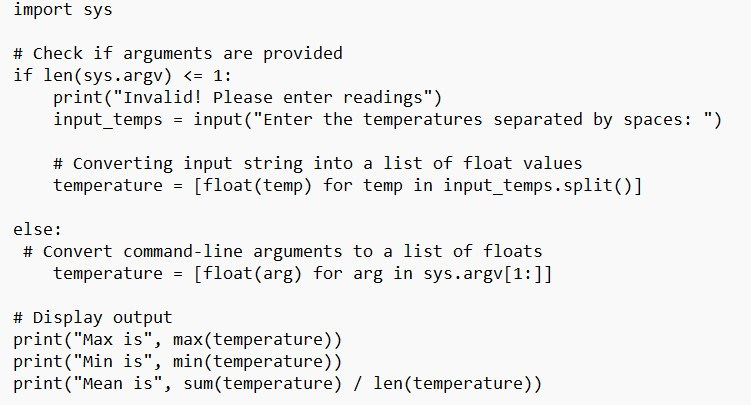 import sys

# Check if arguments are provided
if len(sys.argv) <= 1:
    print("Invalid! Please enter readings")
    input_temps = input("Enter the temperatures separated by spaces: ")

    # Converting input string into a list of float values
    temperature = [float(temp) for temp in input_temps.split()]

else:
 # Convert command-line arguments to a list of floats
    temperature = [float(arg) for arg in sys.argv[1:]]

# Display output
print("Max is", max(temperature))
print("Min is", min(temperature))
print("Mean is", sum(temperature) / len(temperature))